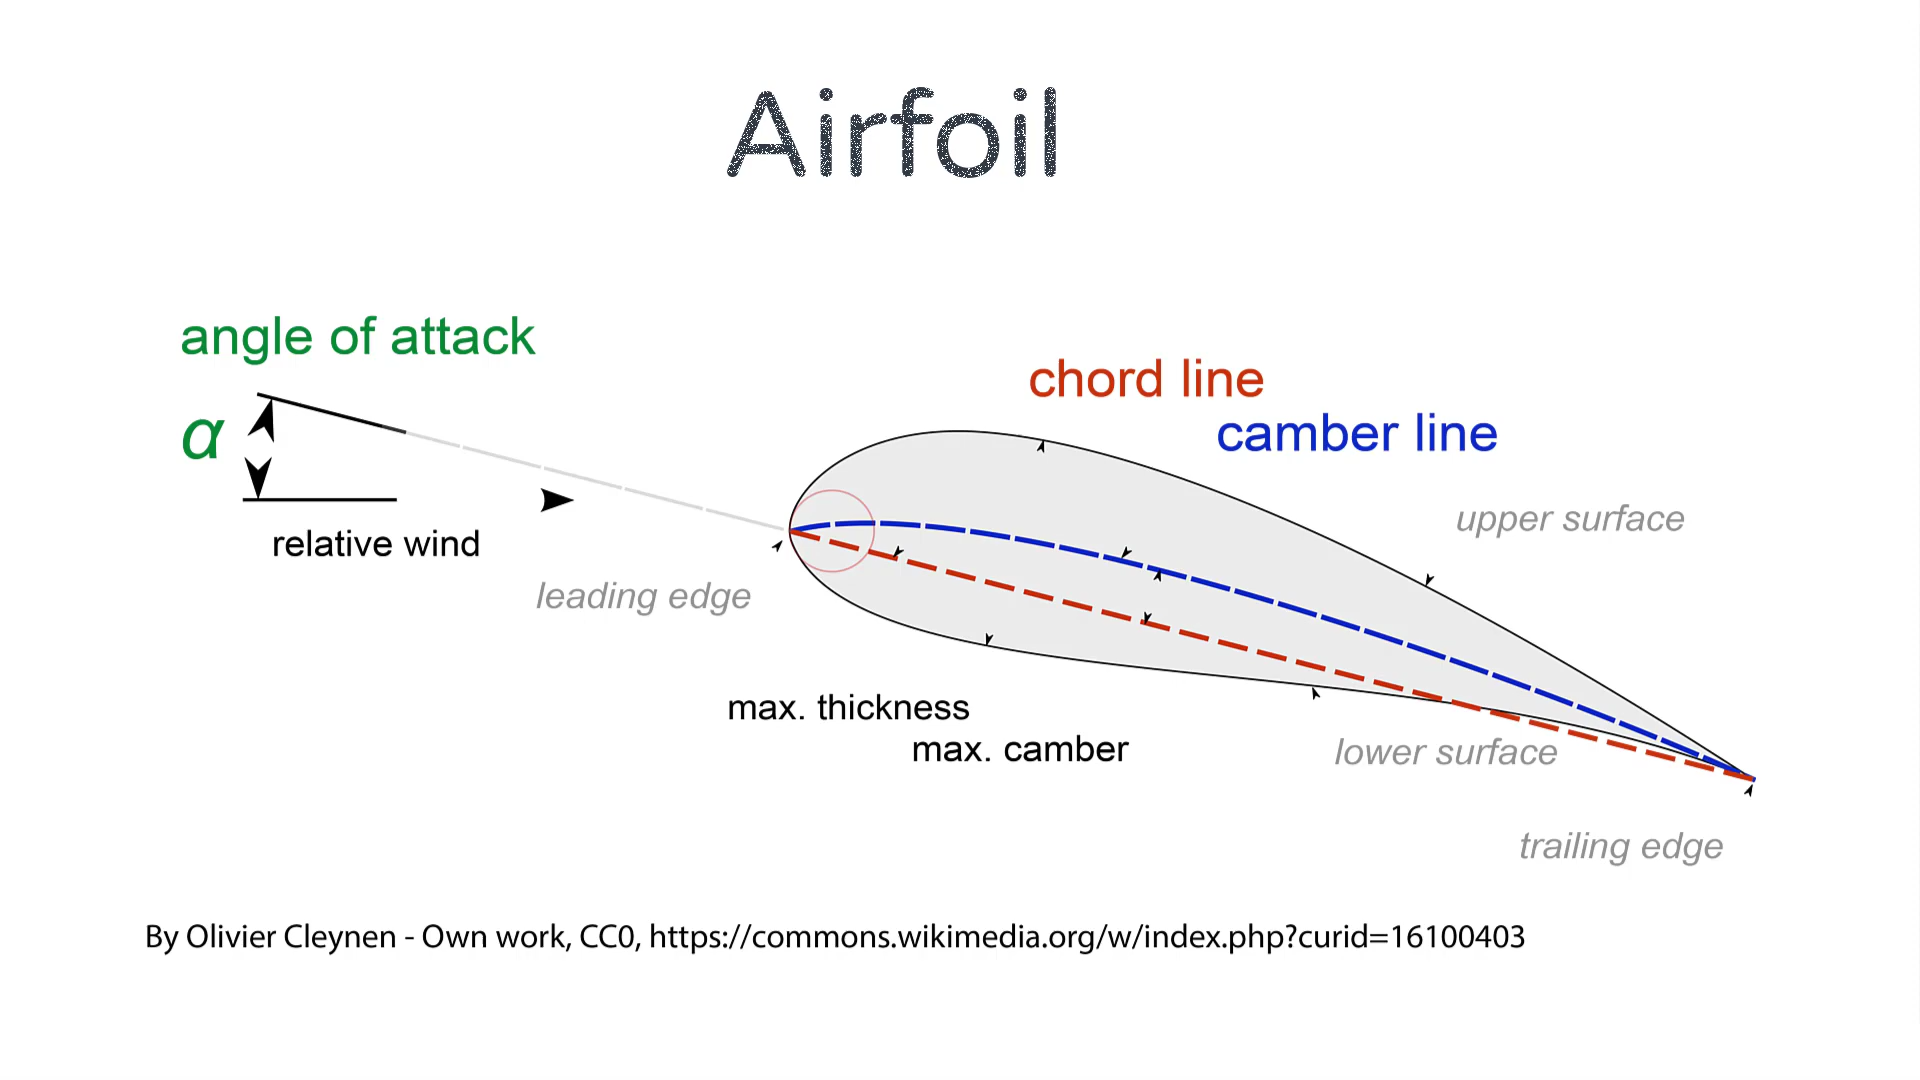 Airfoil
angle of attack
α
relative wind
leading edge
chord line
camber line
upper surface
max. thickness
max. camber
lower surface
trailing edge
By Olivier Cleynen - Own work, CC0, https://commons.wikimedia.org/w/index.php?curid=16100403